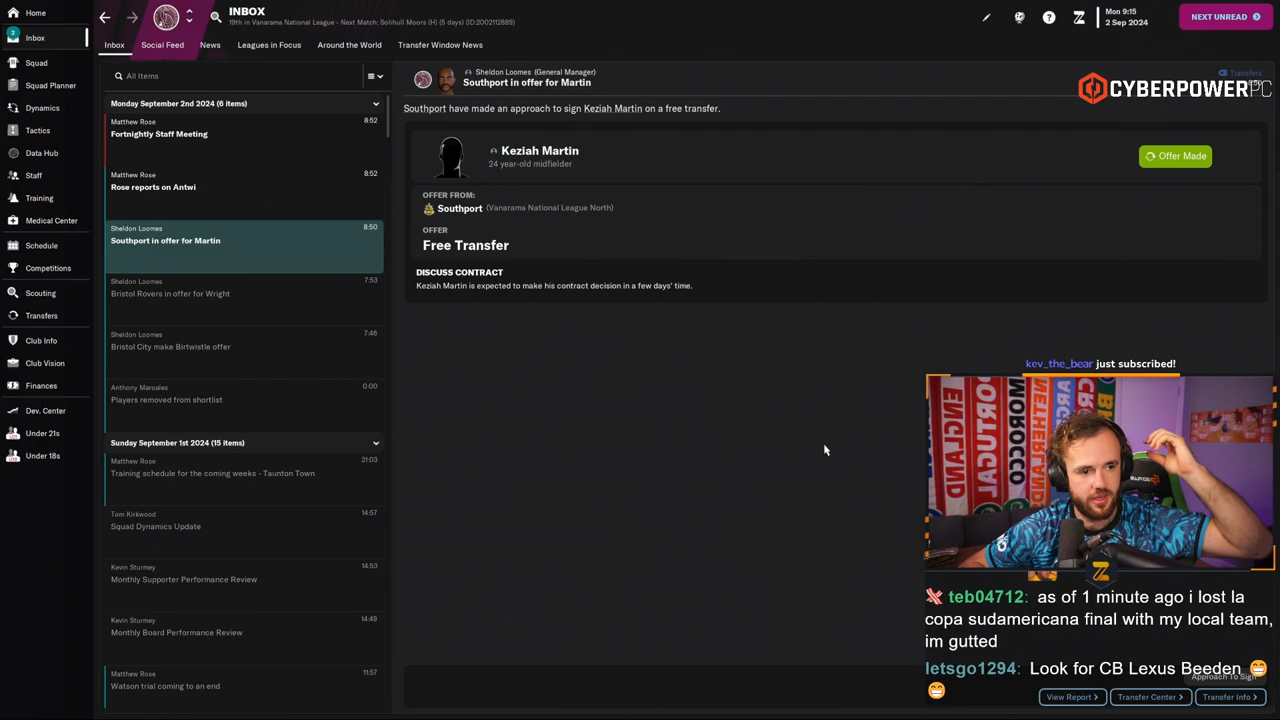 Home
INBOX
19th in Vanarama National League - Next Match: Solihull Moors (H) (5 days) (ID:2002112889)
Mon 9:15
2 Sep 2024
NEXT UNREAD
2
Inbox
Squad
Squad Planner
Dynamics
Tactics
Data Hub
Staff
Training
Medical Center
Schedule
Competitions
Scouting
Transfers
Club Info
Club Vision
Finances
Dev. Center
Under 21s
Under 18s
Inbox
Social Feed
News
Leagues in Focus
Around the World
Transfer Window News
All Items
Monday September 2nd 2024 (6 items)
Matthew Rose 8:52
Fortnightly Staff Meeting
Matthew Rose 8:52
Rose reports on Antwi
Sheldon Loomes 8:50
Southport in offer for Martin
Sheldon Loomes 7:53
Bristol Rovers in offer for Wright
Sheldon Loomes 7:46
Bristol City make Birtwistle offer
Anthony Maroales 0:00
Players removed from shortlist
Sunday September 1st 2024 (15 items)
Matthew Rose 21:03
Training schedule for the coming weeks - Taunton Town
Tom Kirkwood 14:57
Squad Dynamics Update
Kevin Sturmey 14:53
Monthly Supporter Performance Review
Kevin Sturmey 14:49
Monthly Board Performance Review
Matthew Rose 11:57
Watson trial coming to an end
Sheldon Loomes (General Manager)
Southport in offer for Martin
Transfers
CYBERPOWERPC
Southport have made an approach to sign Keziah Martin on a free transfer.
Keziah Martin
24 year-old midfielder
Offer Made
OFFER FROM:
Southport (Vanarama National League North)
OFFER
Free Transfer
DISCUSS CONTRACT
Keziah Martin is expected to make his contract decision in a few days' time.
kev_the_bear just subscribed!
ENGLAND
MOROCCO
teb04712: as of 1 minute ago i lost la
copa sudamericana final with my local team,
im gutted
letsgo1294: Look for CB Lexus Beeden
Approach To Sign
View Report
Transfer Center
Transfer Info